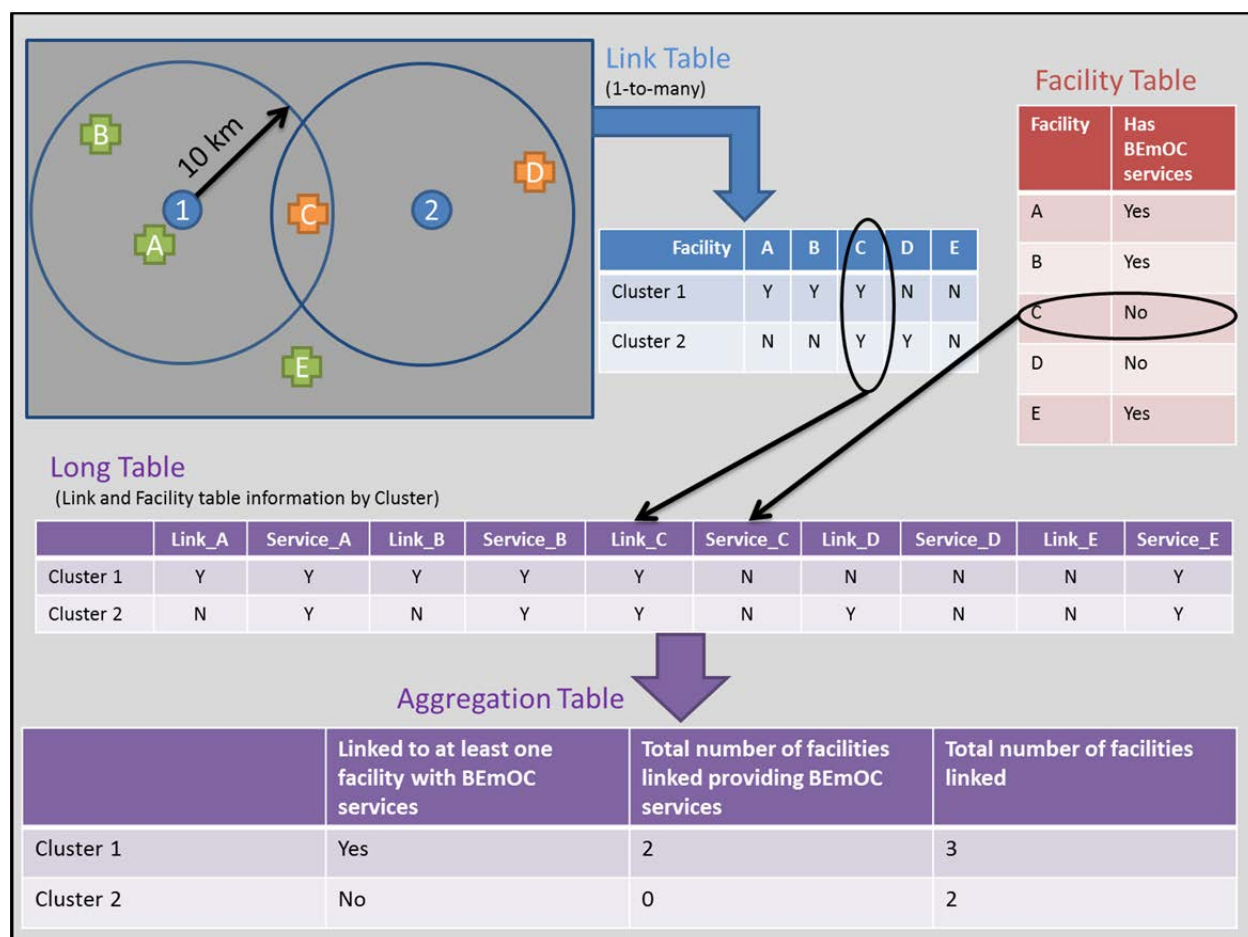 Link Table
(1-to-many)
Facility Table
B
10 km
D
1
C
2
A
E
Facility A B C D E
Cluster 1 Y Y Y N N
Cluster 2 N N Y Y N
Facility Has
BEmOC
services
A Yes
B Yes
C No
D No
E Yes
Long Table
(Link and Facility table information by Cluster)
Link_A Service_A Link_B Service_B Link_C Service_C Link_D Service_D Link_E Service_E
Cluster 1 Y Y Y Y Y N N N N Y
Cluster 2 N Y N Y Y N Y N N Y
Aggregation Table
Linked to at least one Total number of facilities Total number of facilities
facility with BEmOC linked providing BEmOC linked
services services
Cluster 1 Yes 2 3
Cluster 2 No 0 2